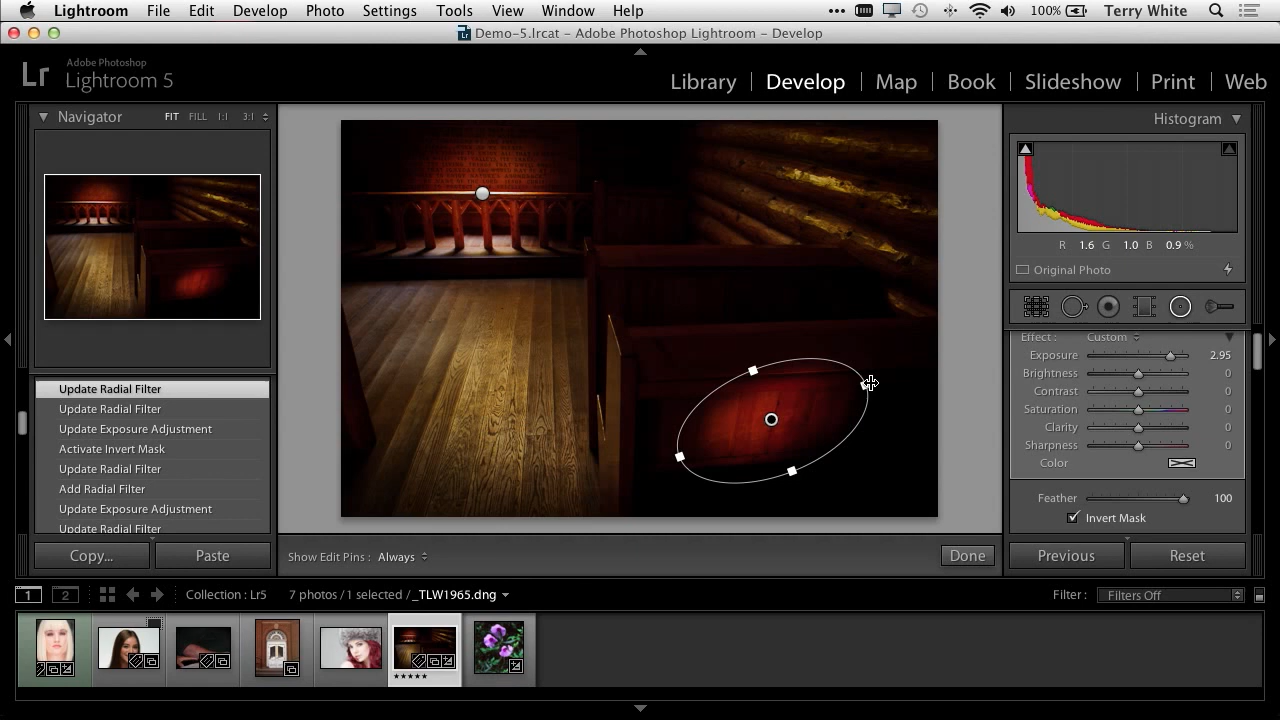 Lightroom File Edit Develop Photo Settings Tools View Window Help 100% Terry White
Demo-5.lrcat – Adobe Photoshop Lightroom – Develop
Lr Adobe Photoshop
Lightroom 5
Library Develop Map Book Slideshow Print Web
Navigator FIT FILL 1:1 3:1
Histogram
R 1.6 G 1.0 B 0.9 %
Original Photo
Effect : Custom
Exposure 2.95
Brightness 0
Contrast 0
Saturation 0
Clarity 0
Sharpness 0
Color
Feather 100
Invert Mask
Update Radial Filter
Update Radial Filter
Update Exposure Adjustment
Activate Invert Mask
Update Radial Filter
Add Radial Filter
Update Exposure Adjustment
Update Radial Filter
Copy... Paste
Show Edit Pins : Always
Done
Previous Reset
1 2 Collection : Lr5 7 photos / 1 selected / _TLW1965.dng
Filter : Filters Off